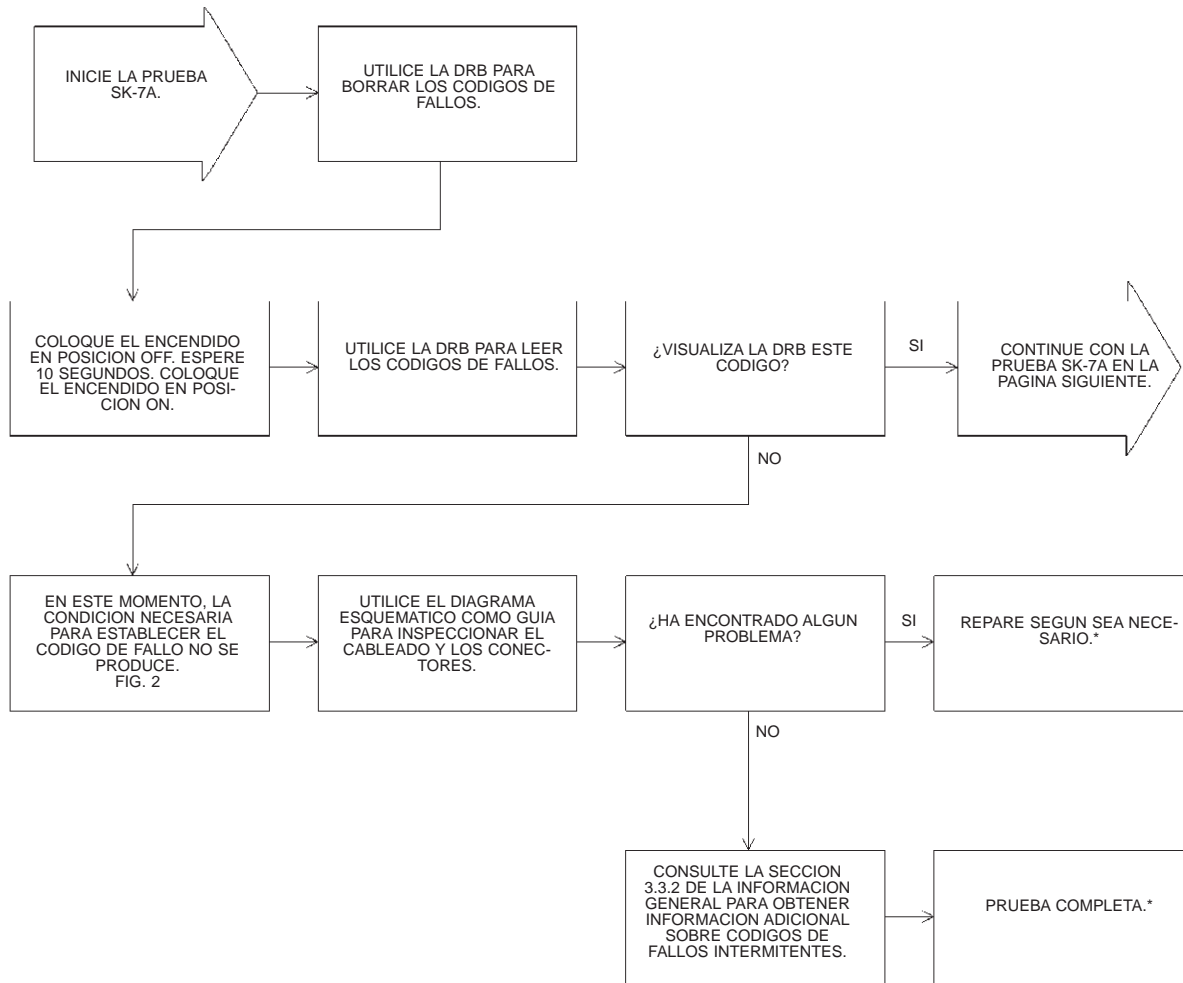 INICIE LA PRUEBA
SK-7A.
UTILICE LA DRB PARA
BORRAR LOS CODIGOS DE
FALLOS.
COLOQUE EL ENCENDIDO
EN POSICION OFF. ESPERE
10 SEGUNDOS. COLOQUE
EL ENCENDIDO EN POSI-
CION ON.
UTILICE LA DRB PARA LEER
LOS CODIGOS DE FALLOS.
¿VISUALIZA LA DRB ESTE
CODIGO?
SI
CONTINUE CON LA
PRUEBA SK-7A EN LA
PAGINA SIGUIENTE.
NO
EN ESTE MOMENTO, LA
CONDICION NECESARIA
PARA ESTABLECER EL
CODIGO DE FALLO NO SE
PRODUCE.
FIG. 2
UTILICE EL DIAGRAMA
ESQUEMATICO COMO GUIA
PARA INSPECCIONAR EL
CABLEADO Y LOS CONEC-
TORES.
¿HA ENCONTRADO ALGUN
PROBLEMA?
SI
REPARE SEGUN SEA NECE-
SARIO.*
NO
CONSULTE LA SECCION
3.3.2 DE LA INFORMACION
GENERAL PARA OBTENER
INFORMACION ADICIONAL
SOBRE CODIGOS DE
FALLOS INTERMITENTES.
PRUEBA COMPLETA.*